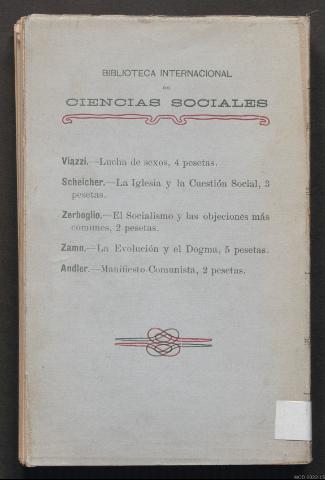 BIBLIOTECA INTERNACIONAL
DE
CIENCIAS SOCIALES
Viazzi.—Lucha de sexos, 4 pesetas.
Scheicher.—La Iglesia y la Cuestión Social, 3
pesetas.
Zerboglio.—El Socialismo y las objeciones más
comunes, 2 pesetas.
Zamn.—La Evolución y el Dogma, 5 pesetas.
Andler.—Manifiesto Comunista, 2 pesetas.